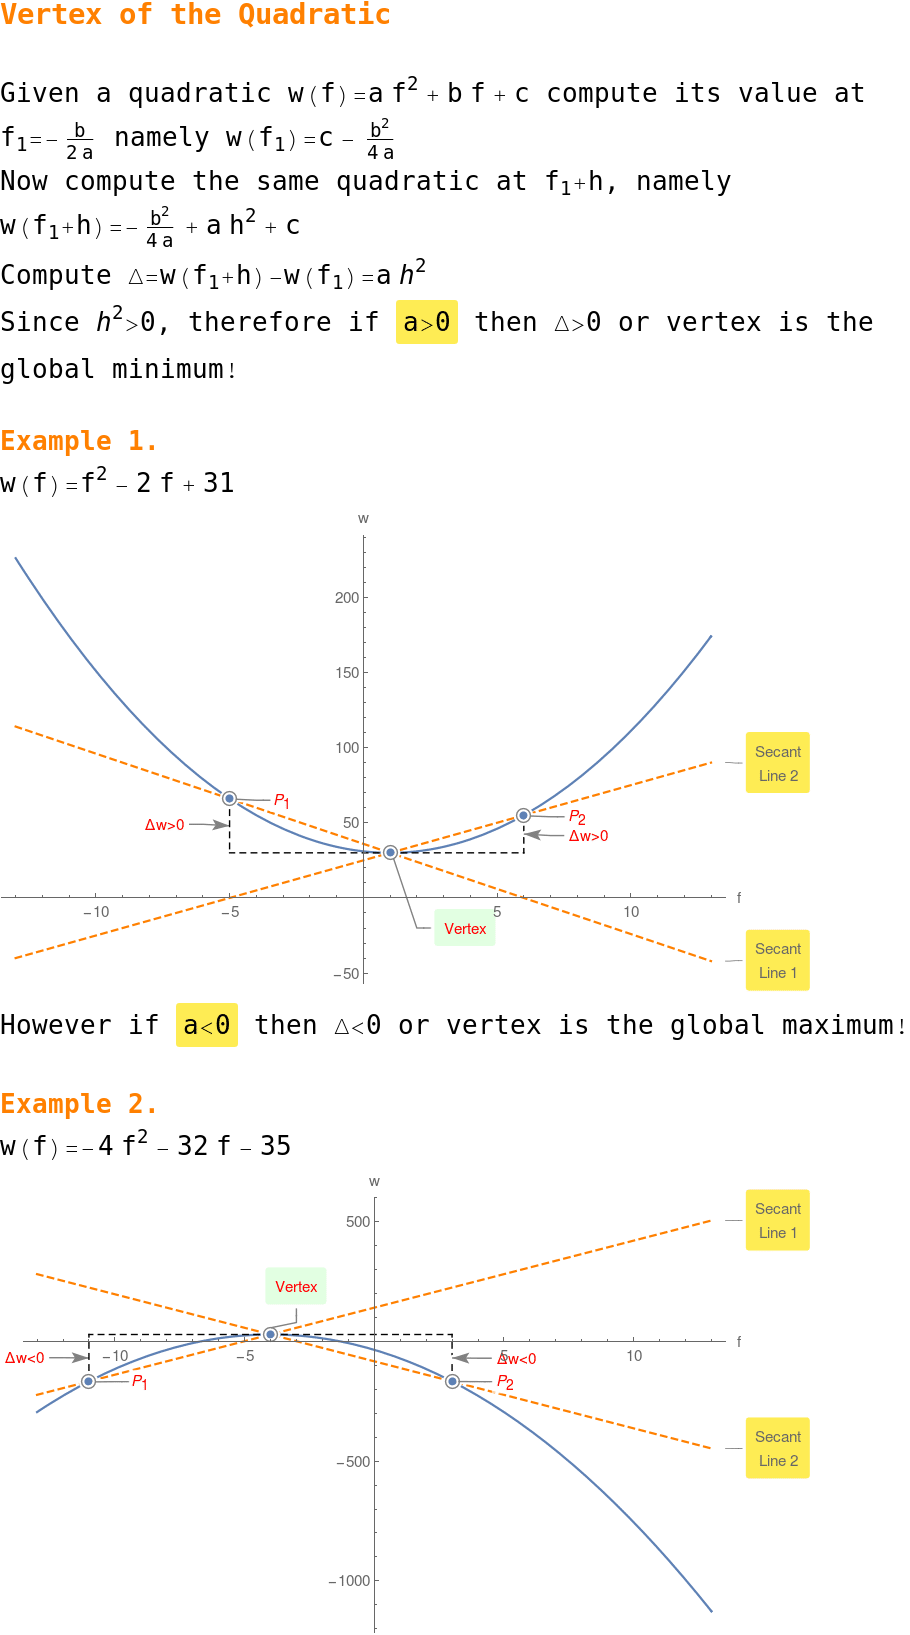 Vertex of the Quadratic
Given a quadratic w(f)=a f² + b f + c compute its value at
f₁=- b/(2 a) namely w(f₁)=c - b²/(4 a)
Now compute the same quadratic at f₁+h, namely
w(f₁+h)=- b²/(4 a) + a h² + c
Compute Δ=w(f₁+h)-w(f₁)=a h²
Since h²>0, therefore if a>0 then Δ>0 or vertex is the
global minimum!
Example 1.
w(f)=f² - 2 f + 31
w
200
150
100
50
-50
-10
-5
5
10
f
P₁
Δw>0
P₂
Δw>0
Vertex
Secant
Line 2
Secant
Line 1
However if a<0 then Δ<0 or vertex is the global maximum!
Example 2.
w(f)=-4 f² - 32 f - 35
w
500
-500
-1000
-10
-5
5
10
f
Vertex
Δw<0
P₁
Δw<0
P₂
Secant
Line 1
Secant
Line 2